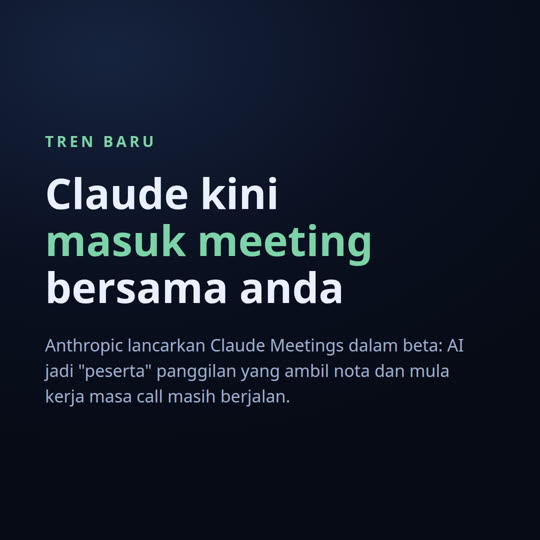 TREN BARU
Claude kini
masuk meeting
bersama anda
Anthropic lancarkan Claude Meetings dalam beta: AI
jadi "peserta" panggilan yang ambil nota dan mula
kerja masa call masih berjalan.